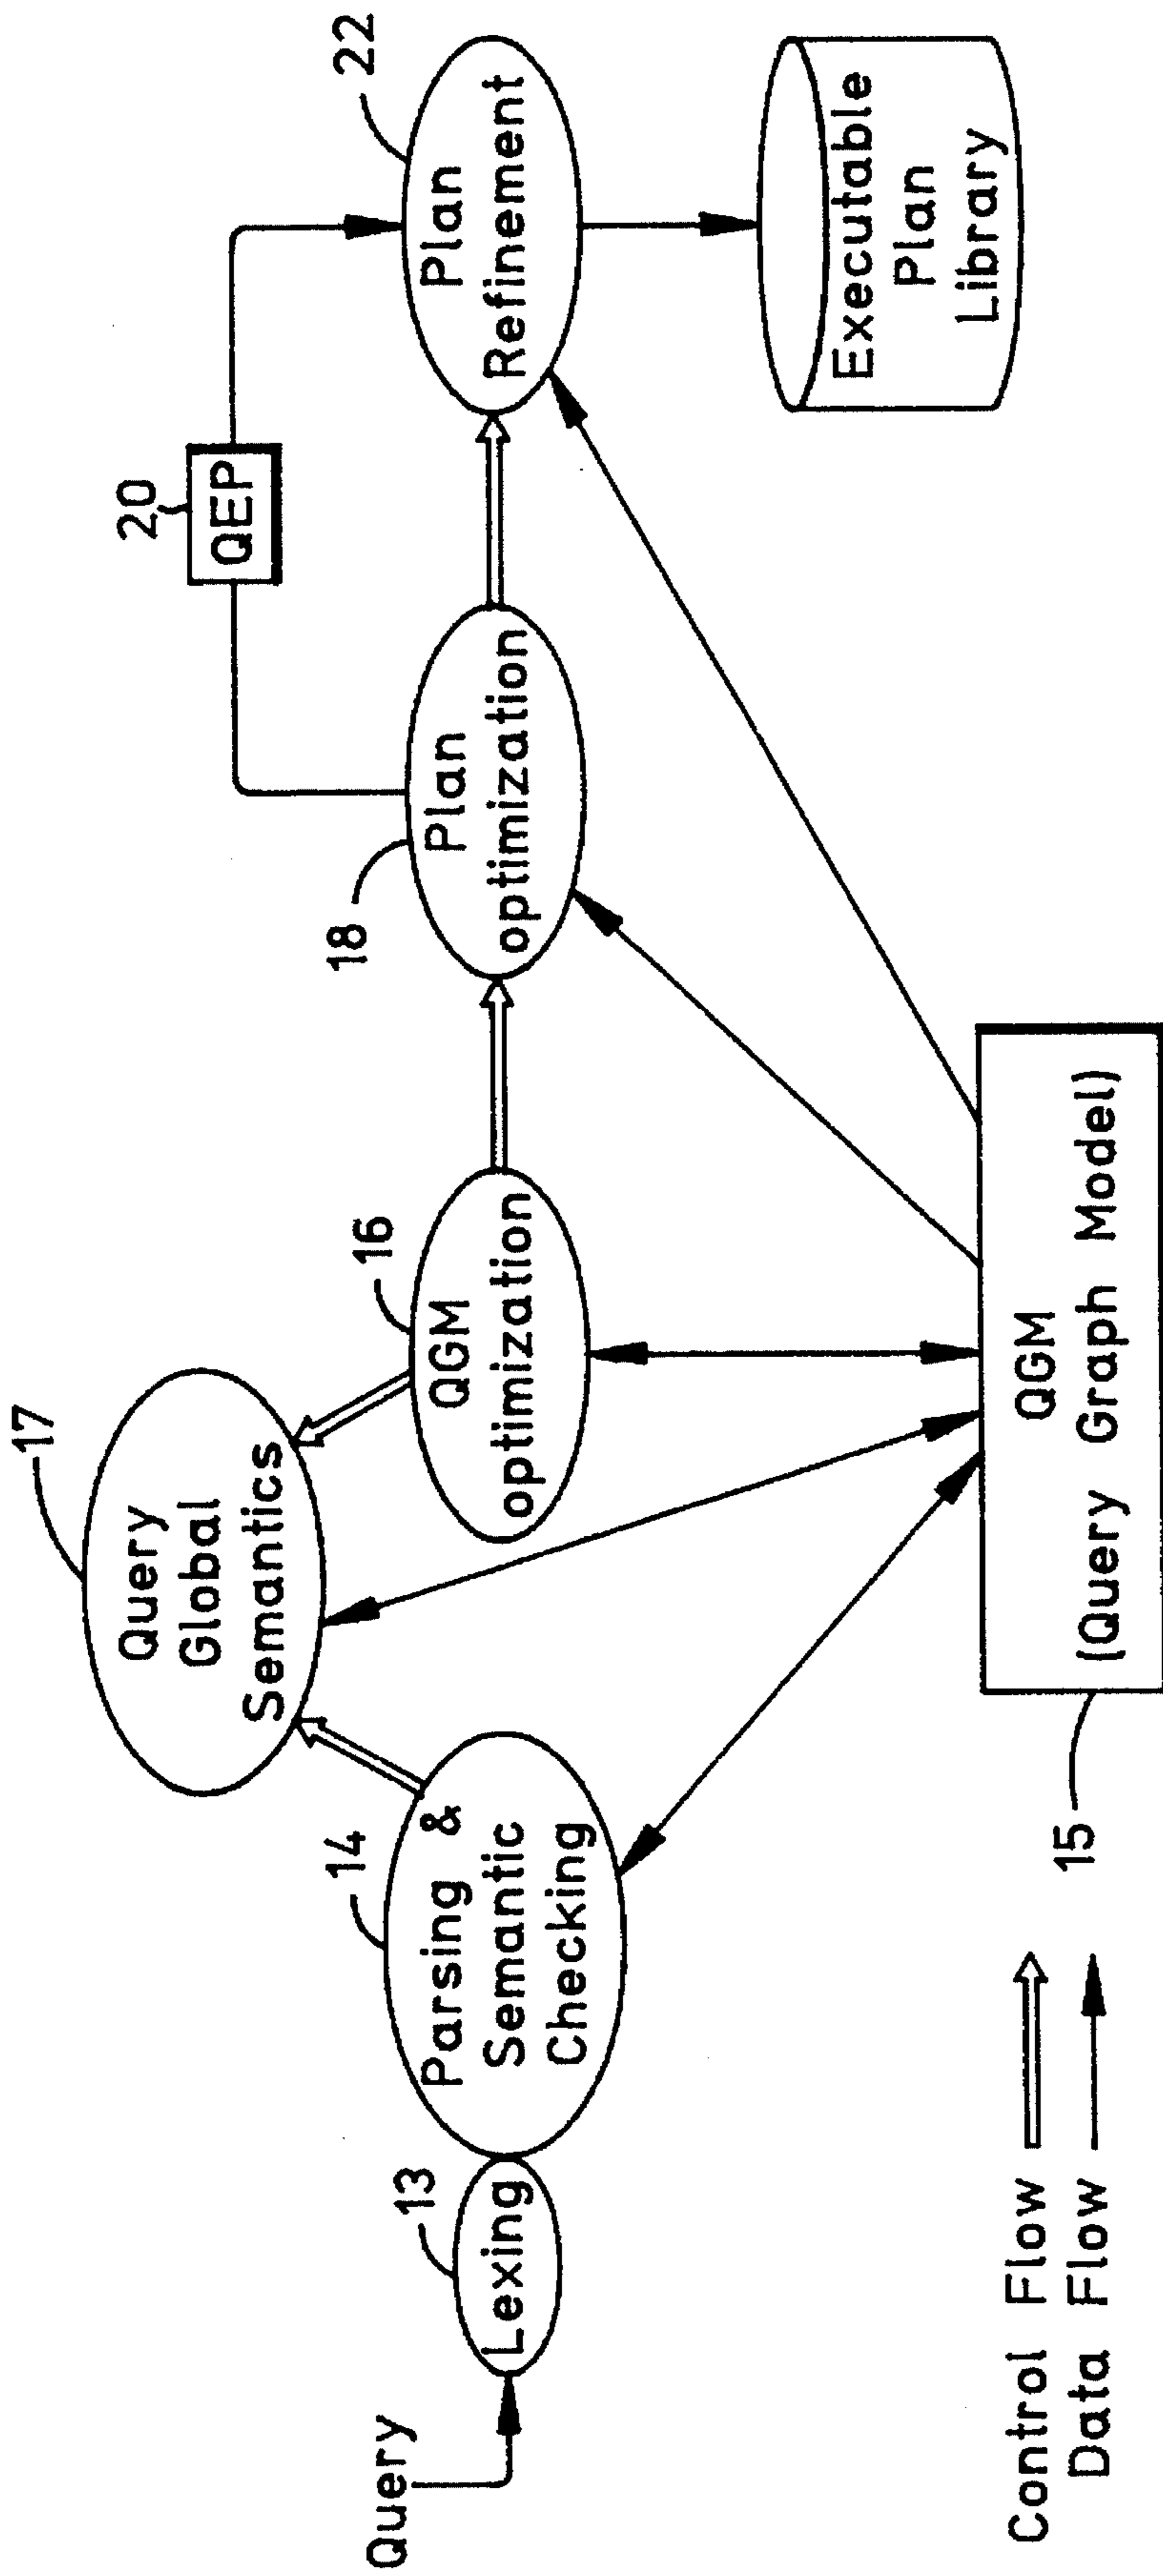 17
Query
Global
Semantics
20
QEP
22
Plan
Refinement
18
Plan
optimization
16
QGM
optimization
14
Parsing &
Semantic
Checking
13
Lexing
Query
Executable
Plan
Library
QGM
(Query Graph Model)
15
Control Flow
Data Flow